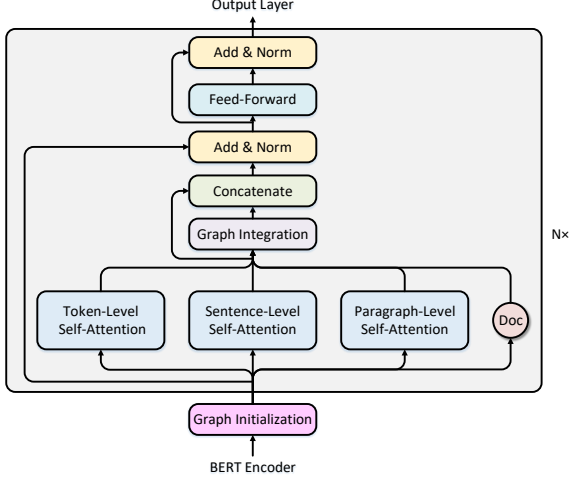 Output Layer
Add & Norm
Feed-Forward
Add & Norm
Concatenate
Graph Integration
N×
Token-Level
Self-Attention
Sentence-Level
Self-Attention
Paragraph-Level
Self-Attention
Doc
Graph Initialization
BERT Encoder